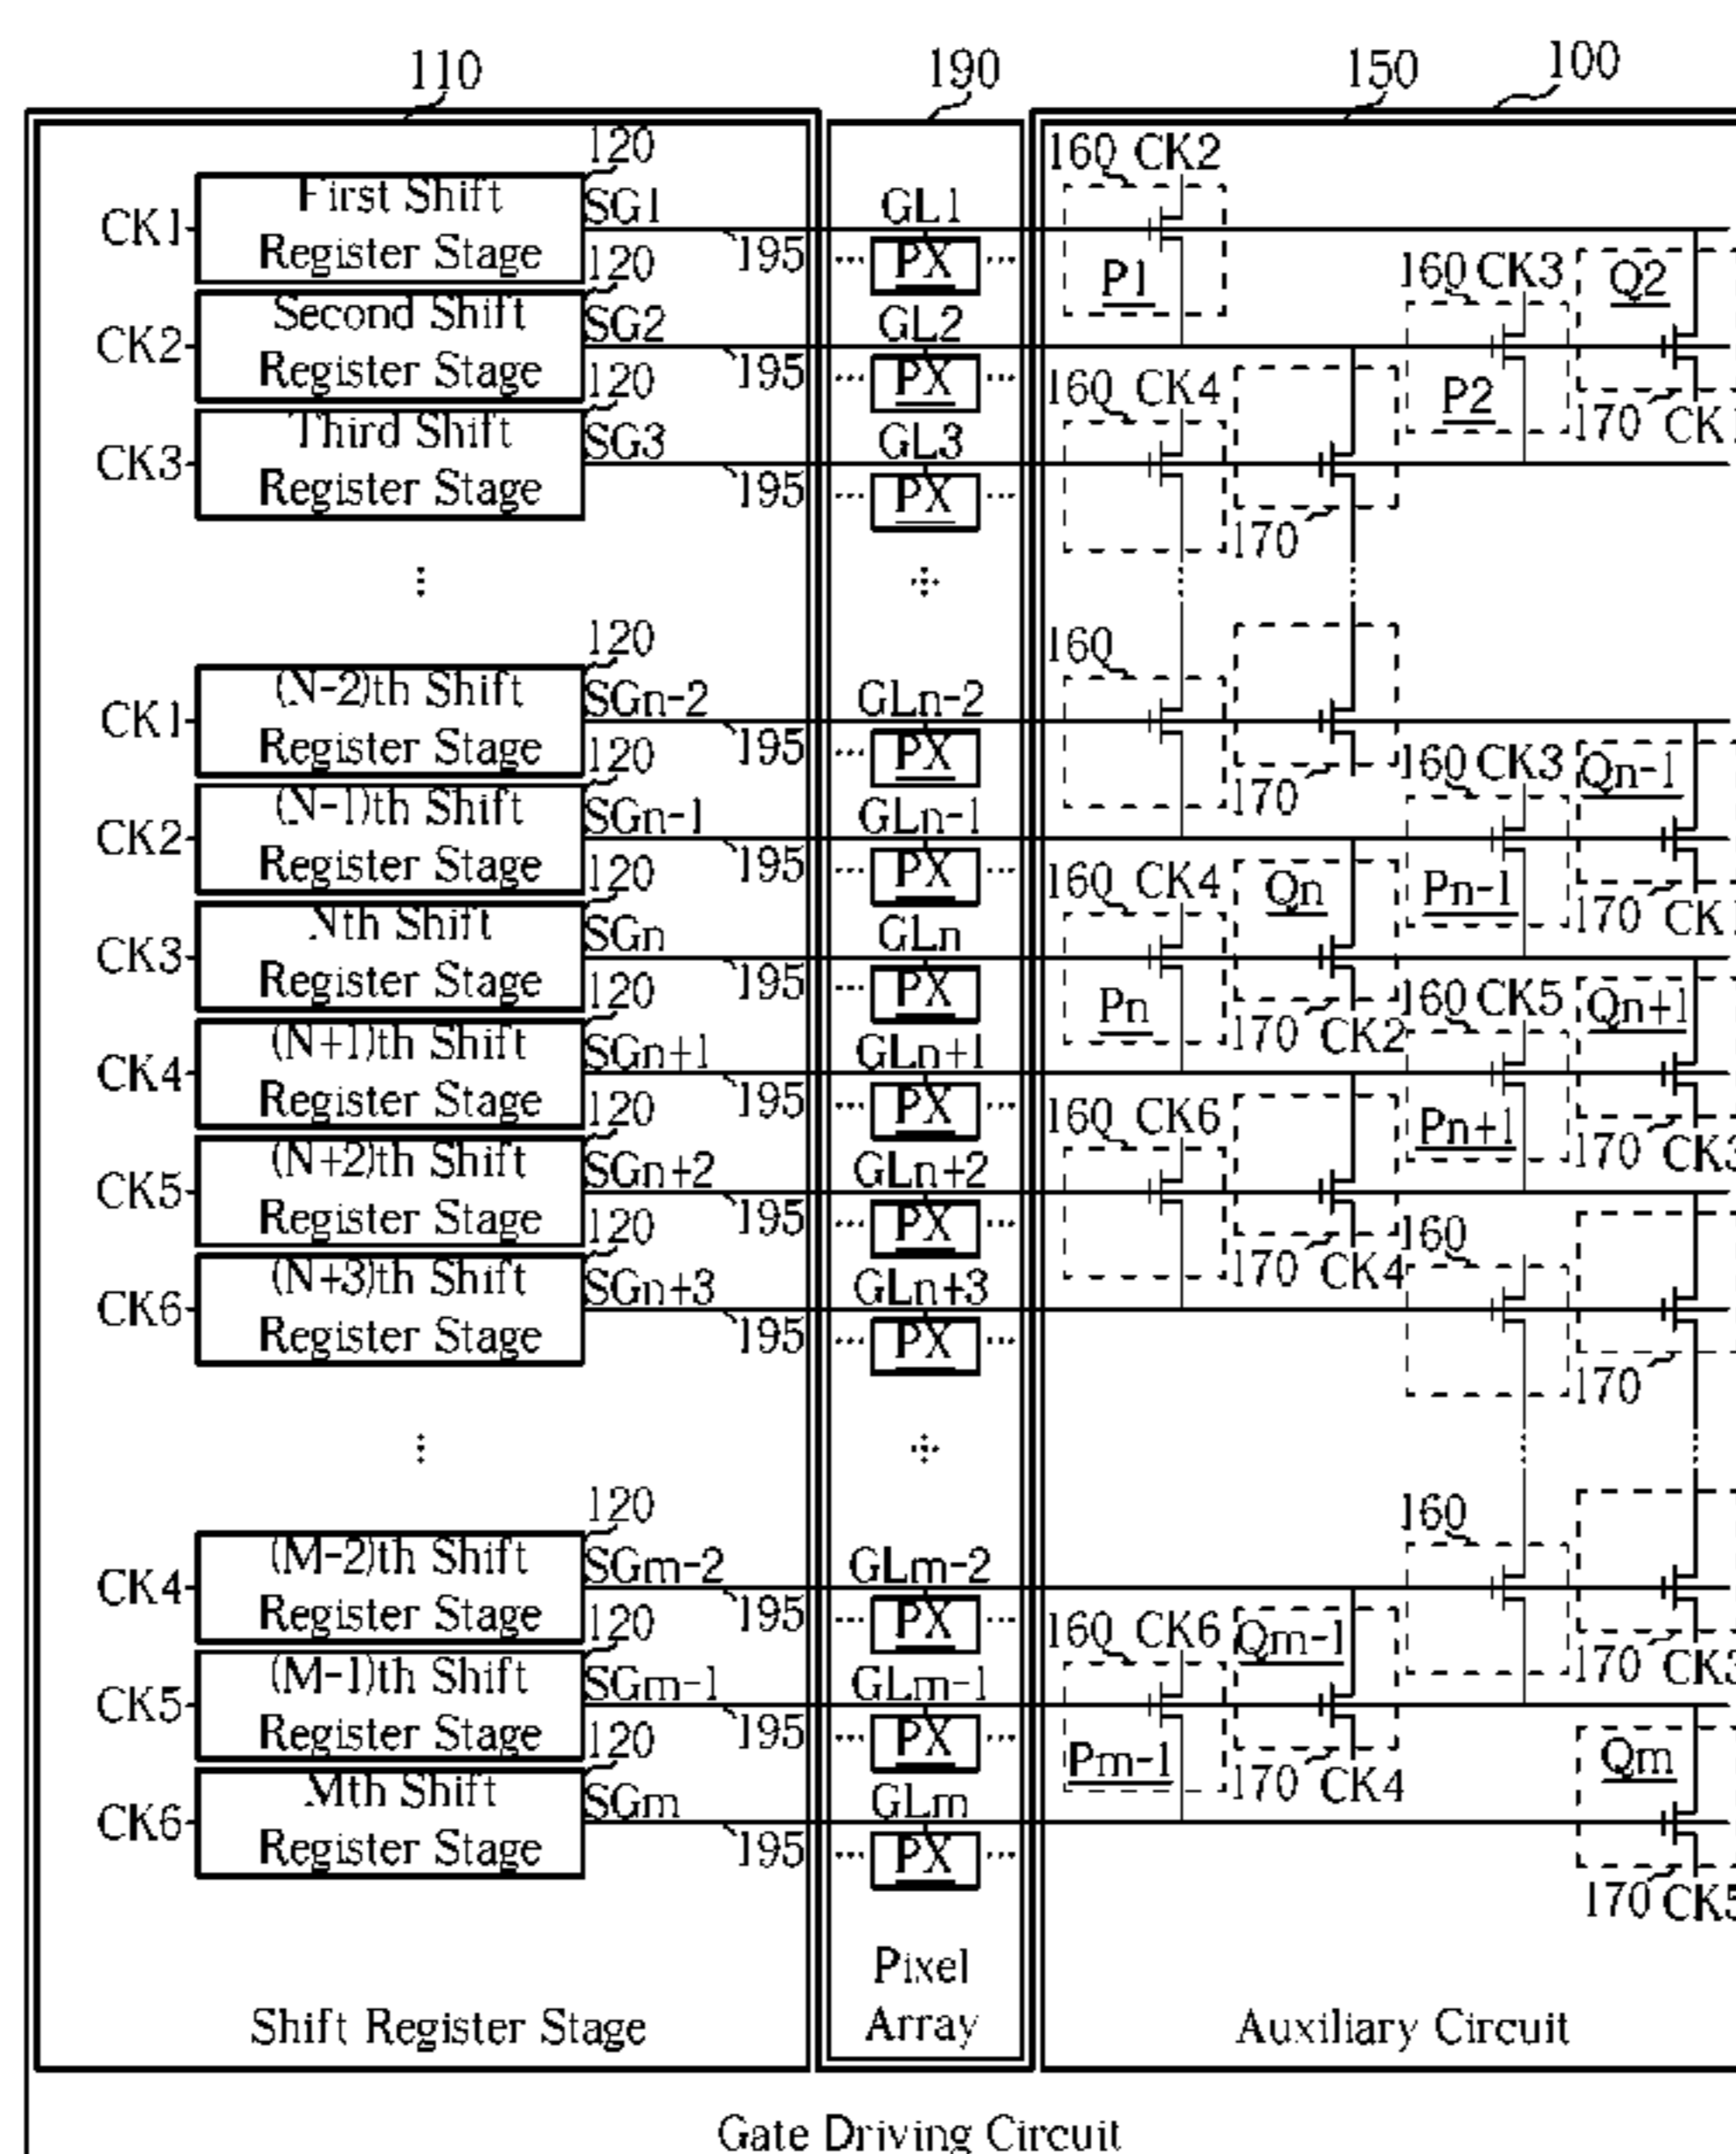 110 190 150 100
120 160 CK2
First Shift SG1 GL1
CK1 Register Stage 195 PX P1
120 160 CK3 Q2
Second Shift SG2 GL2
CK2 Register Stage 195 PX P2
120 160 CK4 170
Third Shift SG3 GL3
CK3 Register Stage 195 PX 170
120 160
(N-2)th Shift SGn-2 GLn-2
CK1 Register Stage 195 PX 170
120 160 CK3 Qn-1
(N-1)th Shift SGn-1 GLn-1
CK2 Register Stage 195 PX Pn-1
120 160 CK4 Qn 170
Nth Shift SGn GLn
CK3 Register Stage 195 PX Pn
120 170 CK2 160 CK5 Qn+1
(N+1)th Shift SGn+1 GLn+1
CK4 Register Stage 195 PX Pn+1
120 160 CK6 170
(N+2)th Shift SGn+2 GLn+2
CK5 Register Stage 195 PX
120 170 CK4 160
(N+3)th Shift SGn+3 GLn+3
CK6 Register Stage 195 PX 170
120 160
(M-2)th Shift SGm-2 GLm-2
CK4 Register Stage 195 PX
120 160 CK6 Qm-1 170
(M-1)th Shift SGm-1 GLm-1
CK5 Register Stage 195 PX Pm-1
120 170 CK4 Qm
Mth Shift SGm GLm
CK6 Register Stage 195 PX
170 CK5
Pixel
Shift Register Stage Array Auxiliary Circuit
Gate Driving Circuit